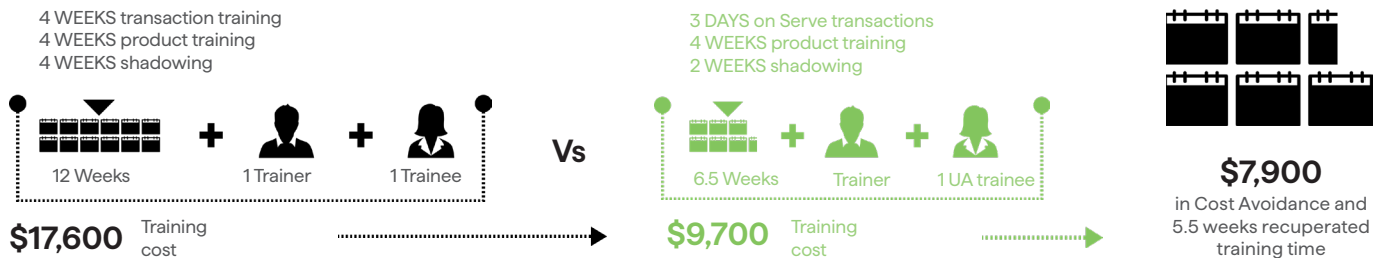 4 WEEKS transaction training
4 WEEKS product training
4 WEEKS shadowing
12 Weeks
1 Trainer
1 Trainee
$17,600
Training
cost
Vs
3 DAYS on Serve transactions
4 WEEKS product training
2 WEEKS shadowing
6.5 Weeks
Trainer
1 UA trainee
$9,700
Training
cost
$7,900
in Cost Avoidance and
5.5 weeks recuperated
training time